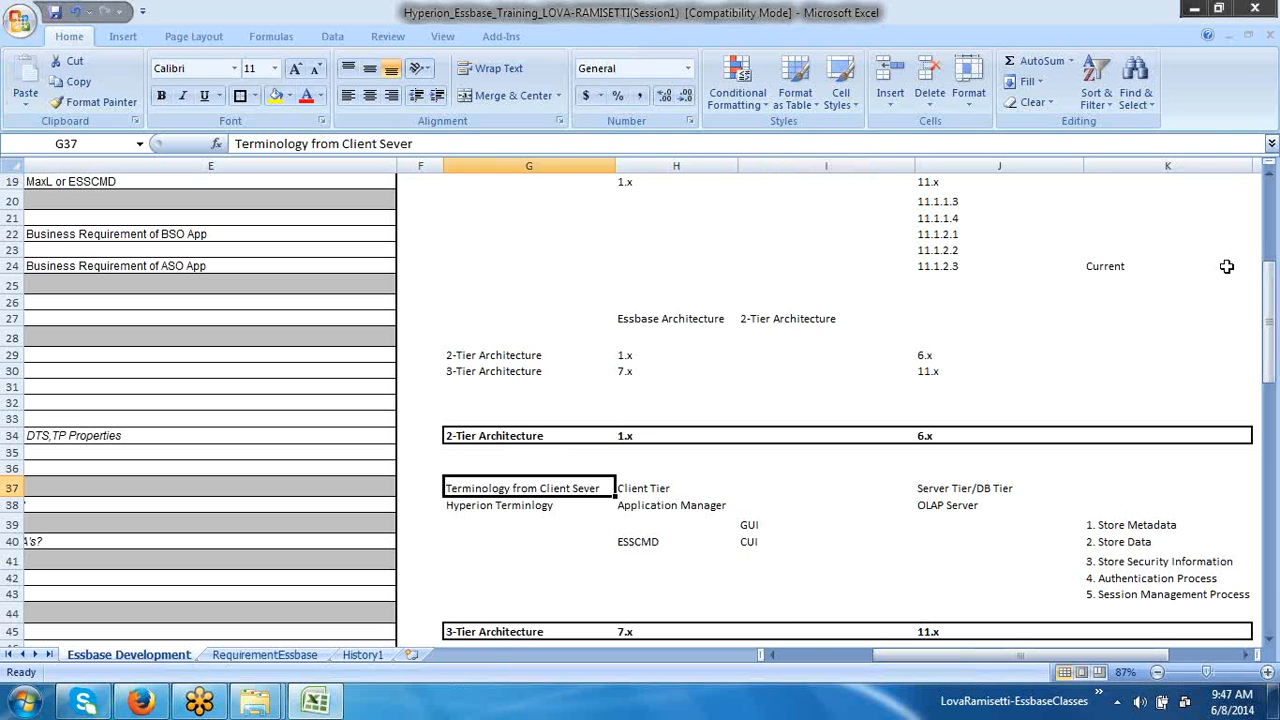 Hyperion_Essbase_Training_LOVA-RAMISETTI(Session1) [Compatibility Mode] - Microsoft Excel
Home Insert Page Layout Formulas Data Review View Add-Ins
Paste Cut Copy Format Painter Clipboard
Calibri 11 A A B I U A Font
Wrap Text Merge & Center Alignment
General $ % , Number
Conditional Formatting Format as Table Cell Styles Styles
Insert Delete Format Cells
AutoSum Fill Clear Sort & Filter Find & Select Editing
G37 fx Terminology from Client Sever
E F G H I J K
19 MaxL or ESSCMD 1.x 11.x
20 11.1.1.3
21 11.1.1.4
22 Business Requirement of BSO App 11.1.2.1
23 11.1.2.2
24 Business Requirement of ASO App 11.1.2.3 Current
25
26
27 Essbase Architecture 2-Tier Architecture
28
29 2-Tier Architecture 1.x 6.x
30 3-Tier Architecture 7.x 11.x
31
32
33
34 DTS,TP Properties 2-Tier Architecture 1.x 6.x
35
36
37 Terminology from Client Sever Client Tier Server Tier/DB Tier
38 Hyperion Terminlogy Application Manager OLAP Server
39 GUI 1. Store Metadata
40 A's? ESSCMD CUI 2. Store Data
41 3. Store Security Information
42 4. Authentication Process
43 5. Session Management Process
44
45 3-Tier Architecture 7.x 11.x
Essbase Development RequirementEssbase History1
Ready 87%
LovaRamisetti-EssbaseClasses 9:47 AM
6/8/2014